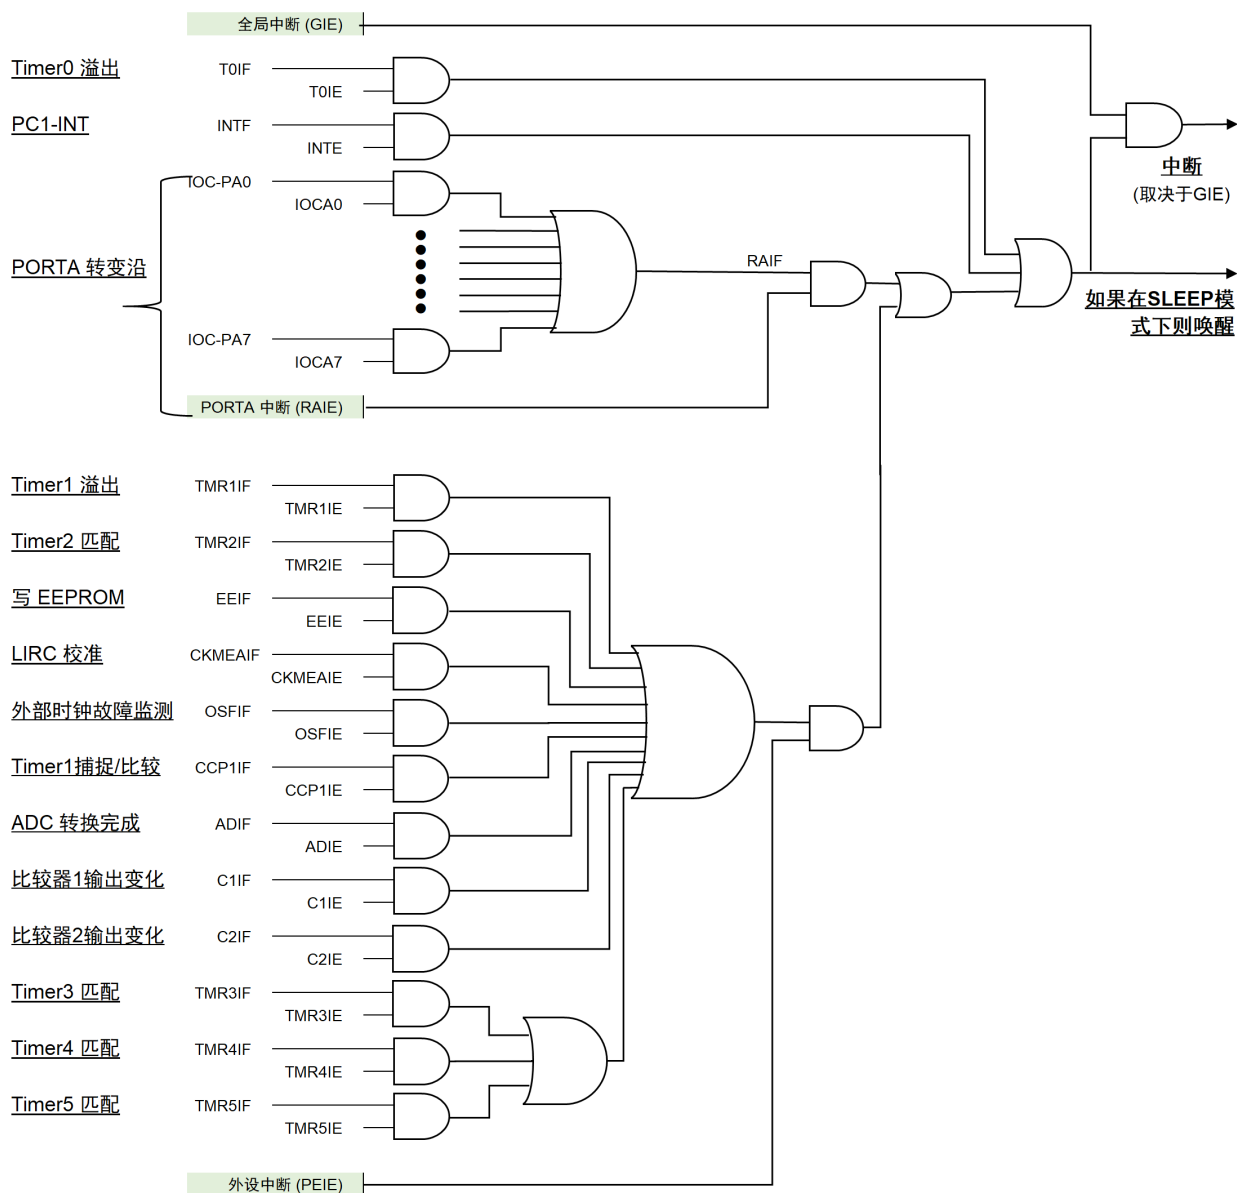 全局中断 (GIE)
Timer0 溢出
T0IF
T0IE
PC1-INT
INTF
INTE
中断
(取决于GIE)
IOC-PA0
IOCA0
PORTA 转变沿
RAIF
如果在SLEEP模
式下则唤醒
IOC-PA7
IOCA7
PORTA 中断 (RAIE)
Timer1 溢出
TMR1IF
TMR1IE
Timer2 匹配
TMR2IF
TMR2IE
写 EEPROM
EEIF
EEIE
LIRC 校准
CKMEAIF
CKMEAIE
外部时钟故障监测
OSFIF
OSFIE
Timer1捕捉/比较
CCP1IF
CCP1IE
ADC 转换完成
ADIF
ADIE
比较器1输出变化
C1IF
C1IE
比较器2输出变化
C2IF
C2IE
Timer3 匹配
TMR3IF
TMR3IE
Timer4 匹配
TMR4IF
TMR4IE
Timer5 匹配
TMR5IF
TMR5IE
外设中断 (PEIE)